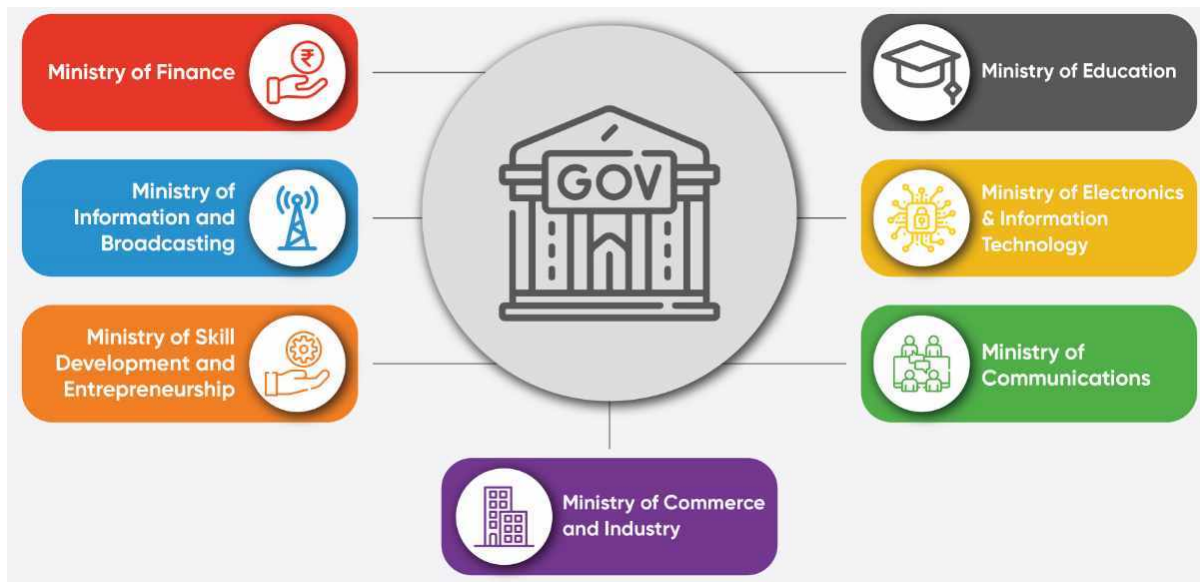 Ministry of Finance
₹
GOV
Ministry of Education
Ministry of
Information and
Broadcasting
Ministry of Electronics
& Information
Technology
Ministry of Skill
Development and
Entrepreneurship
Ministry of
Communications
Ministry of Commerce
and Industry